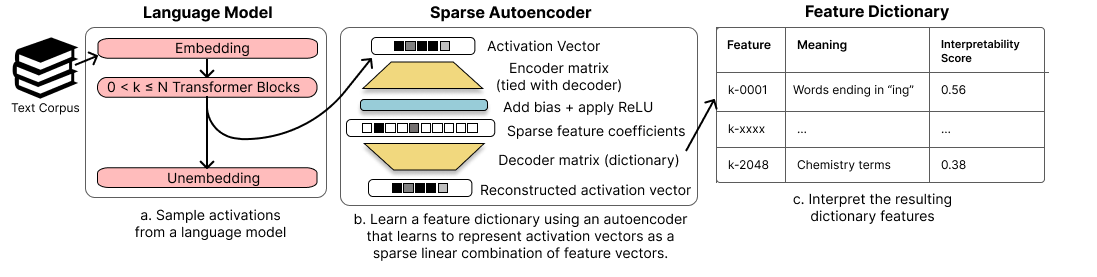 Language Model
Text Corpus
Embedding
0 < k ≤ N Transformer Blocks
Unembedding
a. Sample activations
from a language model
Sparse Autoencoder
Activation Vector
Encoder matrix
(tied with decoder)
Add bias + apply ReLU
Sparse feature coefficients
Decoder matrix (dictionary)
Reconstructed activation vector
b. Learn a feature dictionary using an autoencoder
that learns to represent activation vectors as a
sparse linear combination of feature vectors.
Feature Dictionary
Feature Meaning Interpretability
Score
k-0001 Words ending in “ing” 0.56
k-xxxx ... ...
k-2048 Chemistry terms 0.38
c. Interpret the resulting
dictionary features